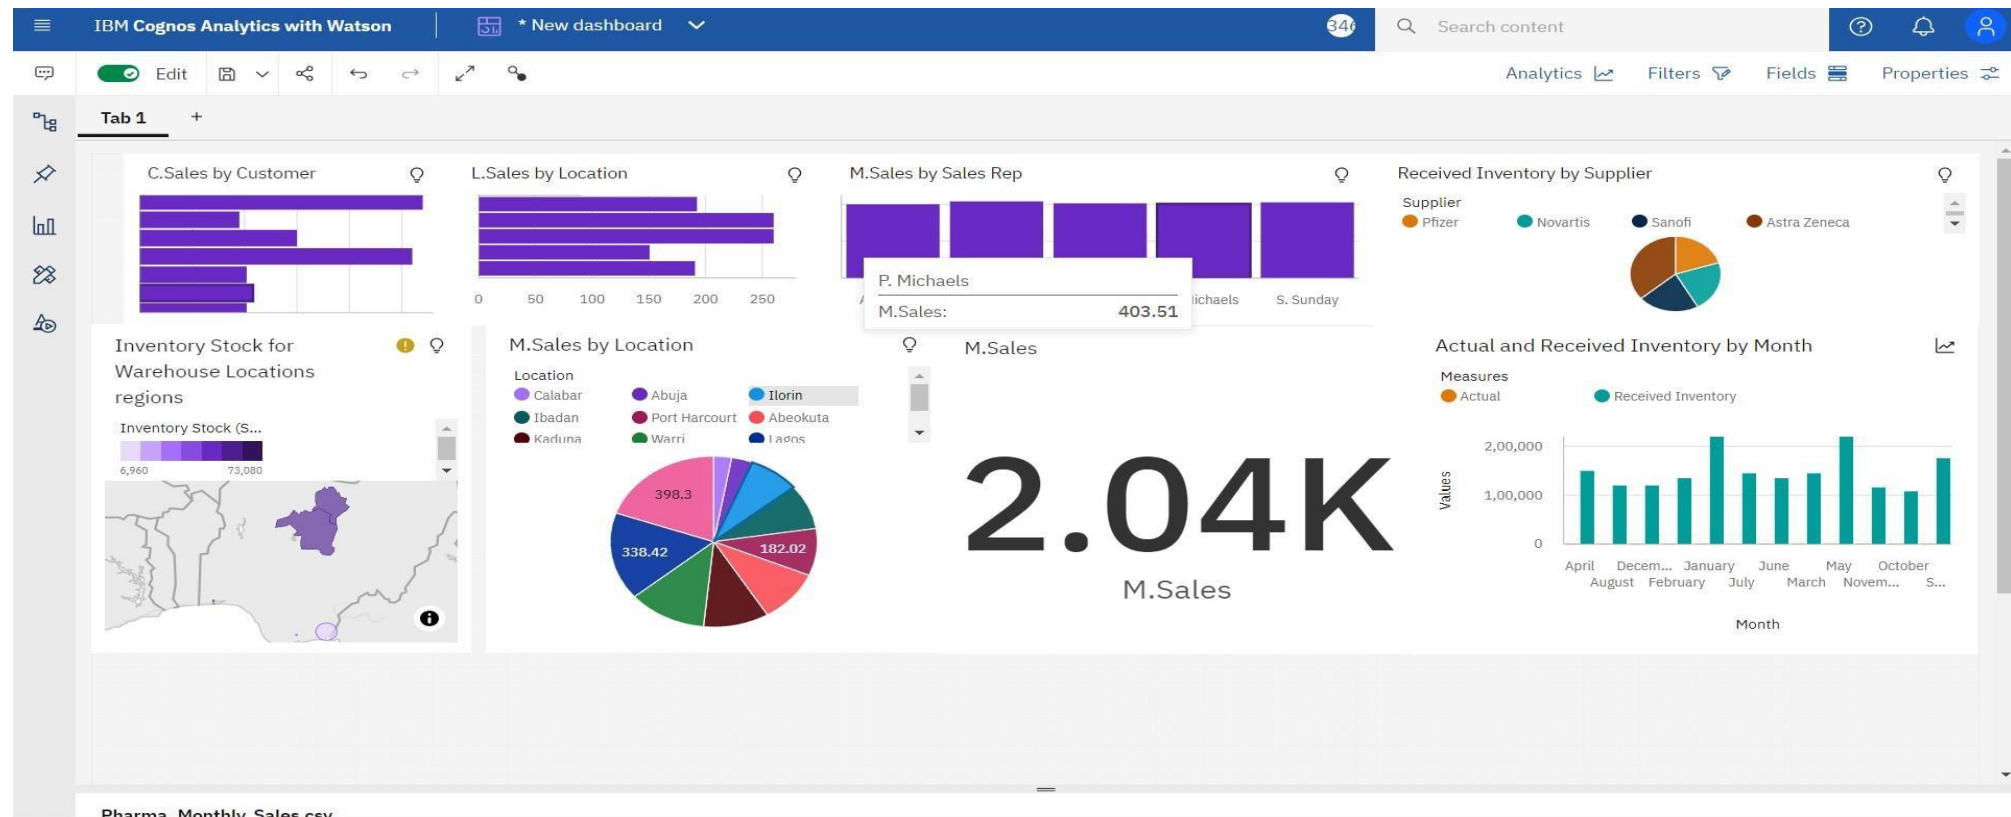 IBM Cognos Analytics with Watson
* New dashboard
346
Search content
Edit
Analytics
Filters
Fields
Properties
Tab 1
+
C.Sales by Customer
L.Sales by Location
0 50 100 150 200 250
M.Sales by Sales Rep
S. Sunday
P. Michaels
M.Sales: 403.51
Received Inventory by Supplier
Supplier
Pfizer Novartis Sanofi Astra Zeneca
Inventory Stock for
Warehouse Locations
regions
Inventory Stock (S...
6,960 73,080
M.Sales by Location
Location
Calabar Abuja Ilorin
Ibadan Port Harcourt Abeokuta
Kaduna Warri Lagos
398.3
338.42
182.02
M.Sales
2.04K
M.Sales
Actual and Received Inventory by Month
Measures
Actual Received Inventory
Values
2,00,000
1,00,000
0
April Decem... January June May October
August February July March Novem... S...
Month
Pharma_Monthly_Sales.csv